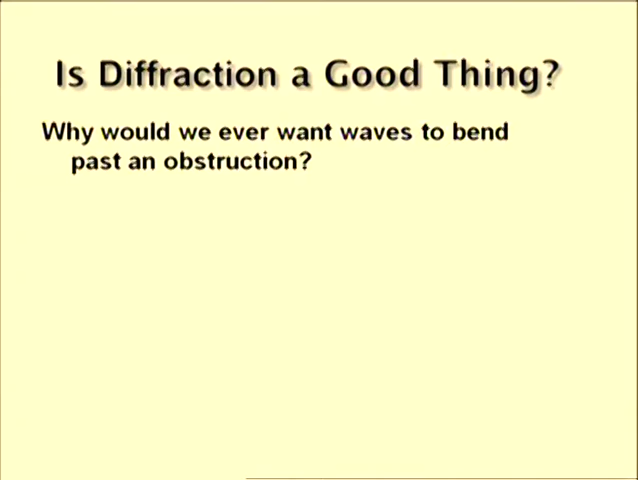 Is Diffraction a Good Thing?
Why would we ever want waves to bend
past an obstruction?